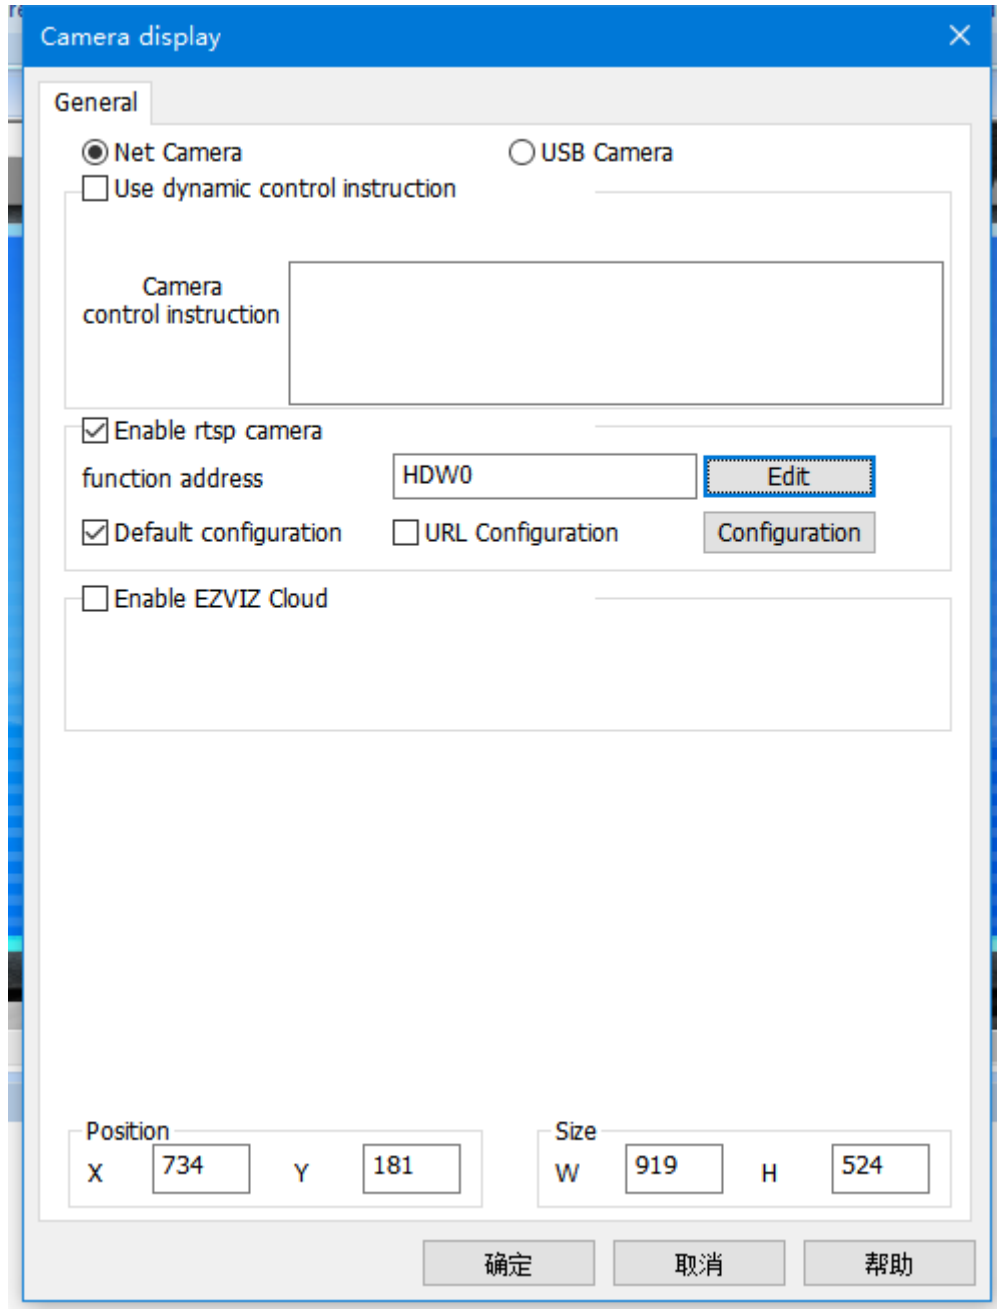 Camera display
General
Net Camera
USB Camera
Use dynamic control instruction
Camera
control instruction
Enable rtsp camera
function address
HDW0
Edit
Default configuration
URL Configuration
Configuration
Enable EZVIZ Cloud
Position
X
734
Y
181
Size
W
919
H
524
确定
取消
帮助